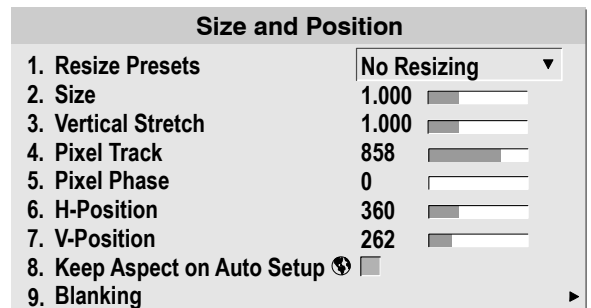 Size and Position
1. Resize Presets No Resizing
2. Size 1.000
3. Vertical Stretch 1.000
4. Pixel Track 858
5. Pixel Phase 0
6. H-Position 360
7. V-Position 262
8. Keep Aspect on Auto Setup
9. Blanking